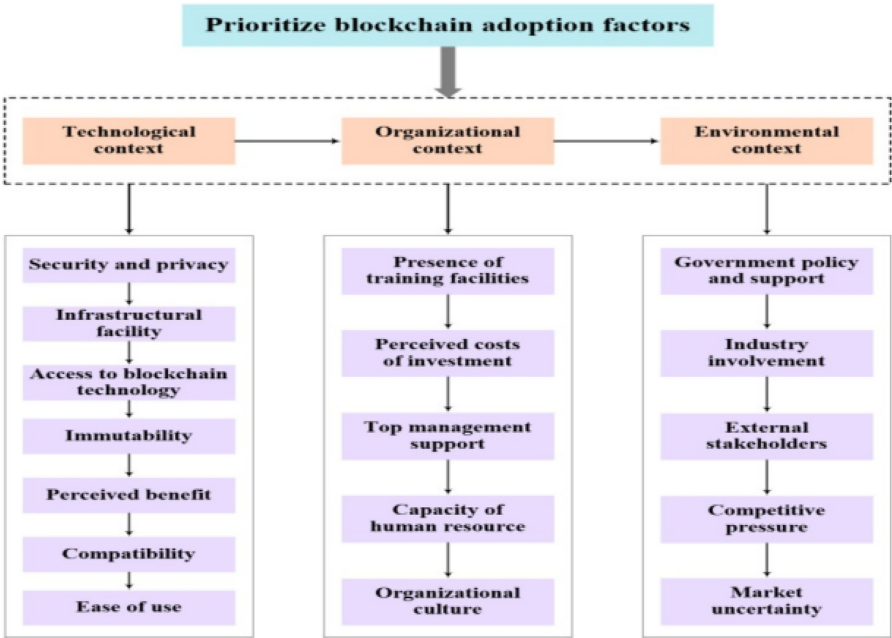 Prioritize blockchain adoption factors
Technological
context
Organizational
context
Environmental
context
Security and privacy
Infrastructural
facility
Access to blockchain
technology
Immutability
Perceived benefit
Compatibility
Ease of use
Presence of
training facilities
Perceived costs
of investment
Top management
support
Capacity of
human resource
Organizational
culture
Government policy
and support
Industry
involvement
External
stakeholders
Competitive
pressure
Market
uncertainty